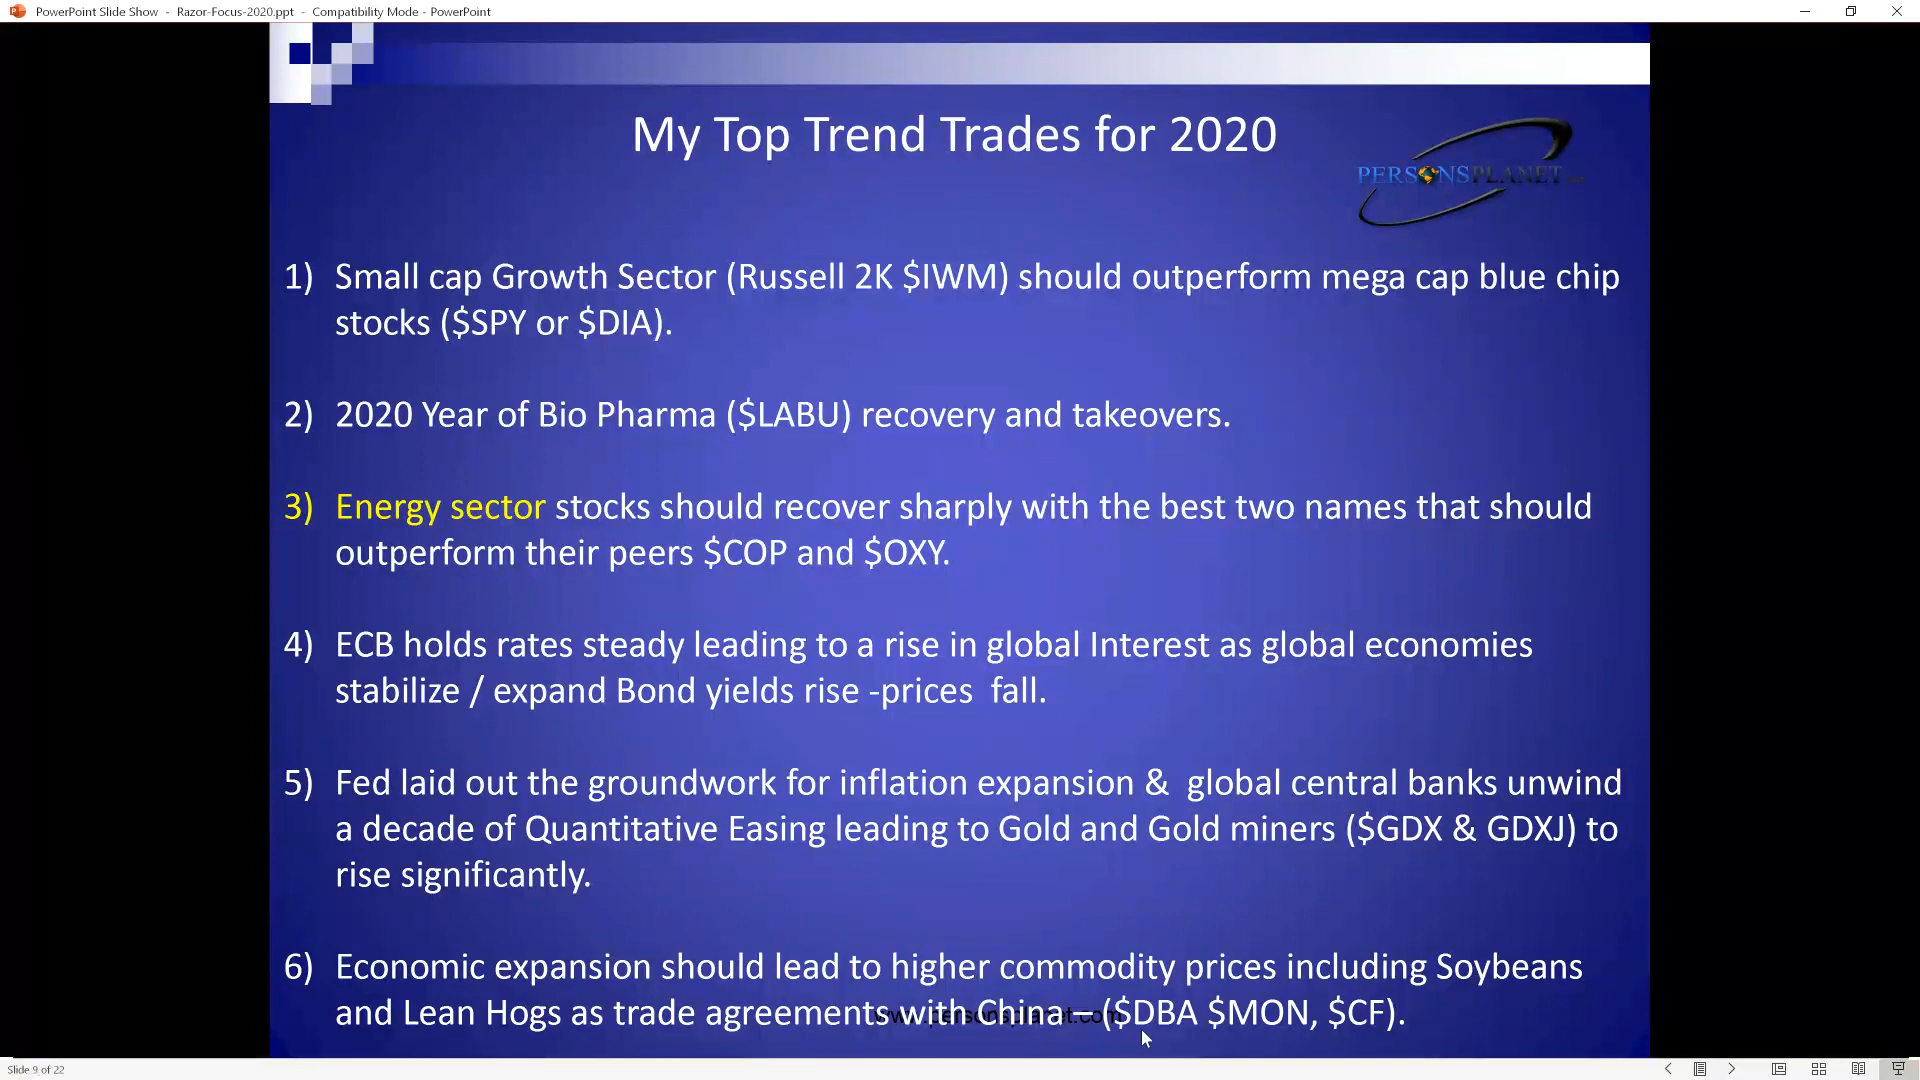 PowerPoint Slide Show - Razor-Focus-2020.ppt - Compatibility Mode - PowerPoint
My Top Trend Trades for 2020
PERSONSPLANET
1) Small cap Growth Sector (Russell 2K $IWM) should outperform mega cap blue chip
stocks ($SPY or $DIA).
2) 2020 Year of Bio Pharma ($LABU) recovery and takeovers.
3) Energy sector stocks should recover sharply with the best two names that should
outperform their peers $COP and $OXY.
4) ECB holds rates steady leading to a rise in global Interest as global economies
stabilize / expand Bond yields rise -prices fall.
5) Fed laid out the groundwork for inflation expansion & global central banks unwind
a decade of Quantitative Easing leading to Gold and Gold miners ($GDX & GDXJ) to
rise significantly.
6) Economic expansion should lead to higher commodity prices including Soybeans
and Lean Hogs as trade agreements with China – ($DBA $MON, $CF).
www.personsplanet.com
Slide 9 of 22